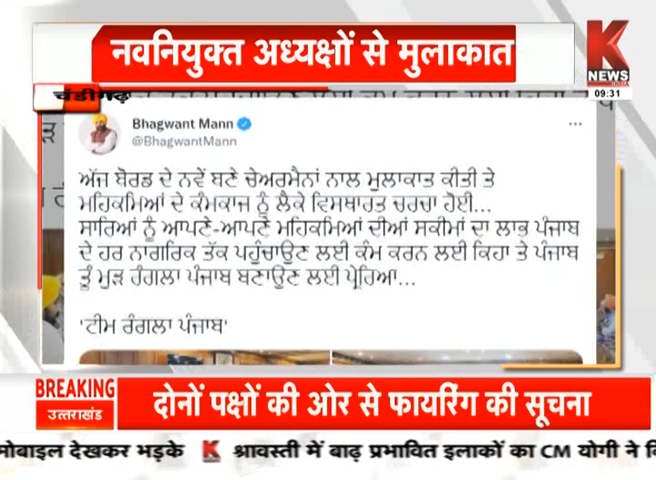 नवनियुक्त अध्यक्षों से मुलाकात
K
NEWS
INDIA
09:31
चंडीगढ़
Bhagwant Mann
@BhagwantMann
ਅੱਜ ਬੋਰਡ ਦੇ ਨਵੇਂ ਬਣੇ ਚੇਅਰਮੈਨਾਂ ਨਾਲ ਮੁਲਾਕਾਤ ਕੀਤੀ ਤੇ
ਮਹਿਕਮਿਆਂ ਦੇ ਕੰਮਕਾਜ ਨੂੰ ਲੈਕੇ ਵਿਸਥਾਰਤ ਚਰਚਾ ਹੋਈ...
ਸਾਰਿਆਂ ਨੂੰ ਆਪਣੇ-ਆਪਣੇ ਮਹਿਕਮਿਆਂ ਦੀਆਂ ਸਕੀਮਾਂ ਦਾ ਲਾਭ ਪੰਜਾਬ
ਦੇ ਹਰ ਨਾਗਰਿਕ ਤੱਕ ਪਹੁੰਚਾਉਣ ਲਈ ਕੰਮ ਕਰਨ ਲਈ ਕਿਹਾ ਤੇ ਪੰਜਾਬ
ਨੂੰ ਮੁੜ ਰੰਗਲਾ ਪੰਜਾਬ ਬਣਾਉਣ ਲਈ ਪ੍ਰੇਰਿਆ...
'ਟੀਮ ਰੰਗਲਾ ਪੰਜਾਬ'
BREAKING
उत्तराखंड
दोनों पक्षों की ओर से फायरिंग की सूचना
मोबाइल देखकर भड़के K श्रावस्ती में बाढ़ प्रभावित इलाकों का CM योगी ने